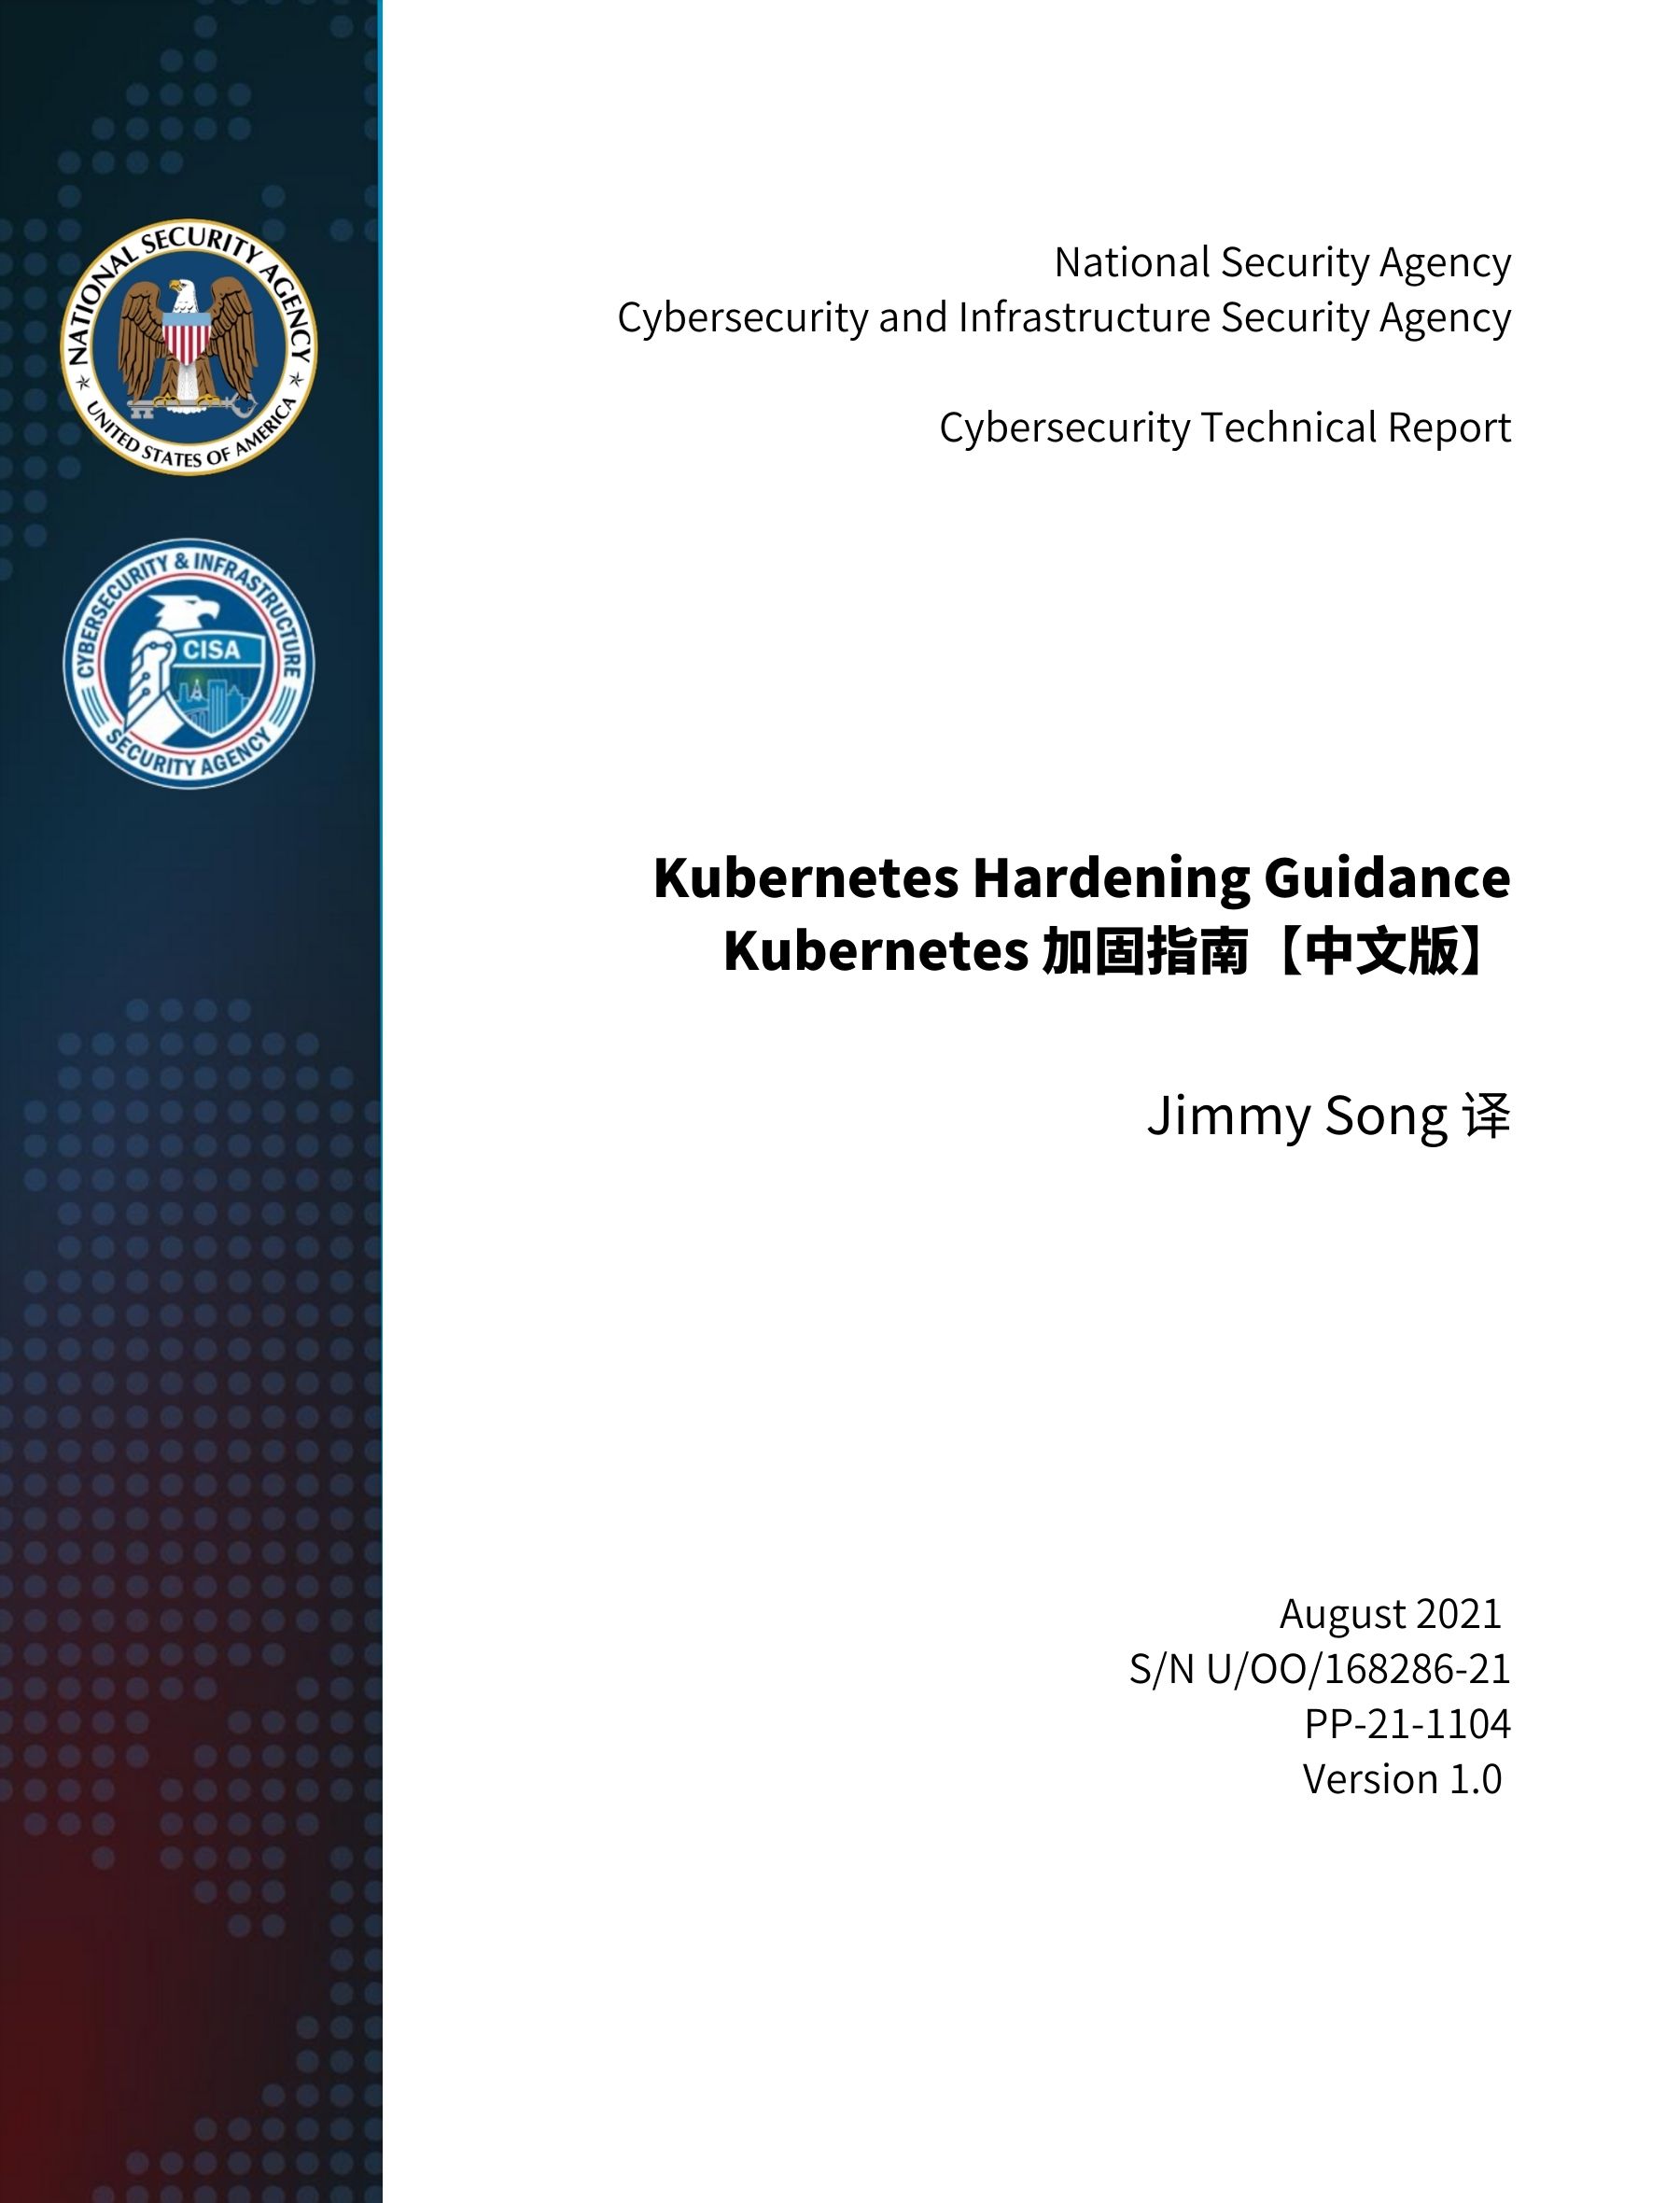 NATIONAL SECURITY AGENCY
UNITED STATES OF AMERICA
CYBERSECURITY & INFRASTRUCTURE
CISA
SECURITY AGENCY
National Security Agency
Cybersecurity and Infrastructure Security Agency
Cybersecurity Technical Report
Kubernetes Hardening Guidance
Kubernetes 加固指南【中文版】
Jimmy Song 译
August 2021
S/N U/OO/168286-21
PP-21-1104
Version 1.0